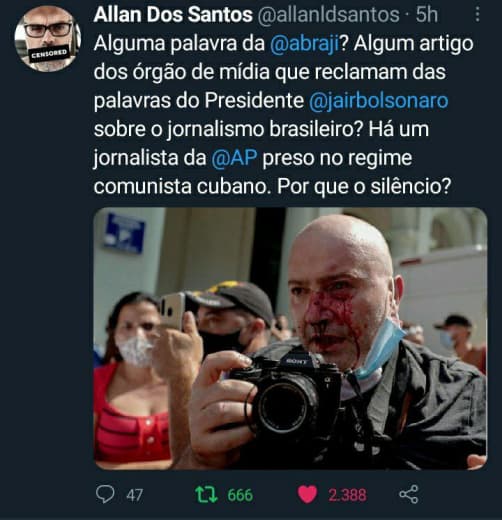 Allan Dos Santos @allanldsantos · 5h
CENSORED
Alguma palavra da @abraji? Algum artigo
dos órgão de mídia que reclamam das
palavras do Presidente @jairbolsonaro
sobre o jornalismo brasileiro? Há um
jornalista da @AP preso no regime
comunista cubano. Por que o silêncio?
SONY
47 666 2.388